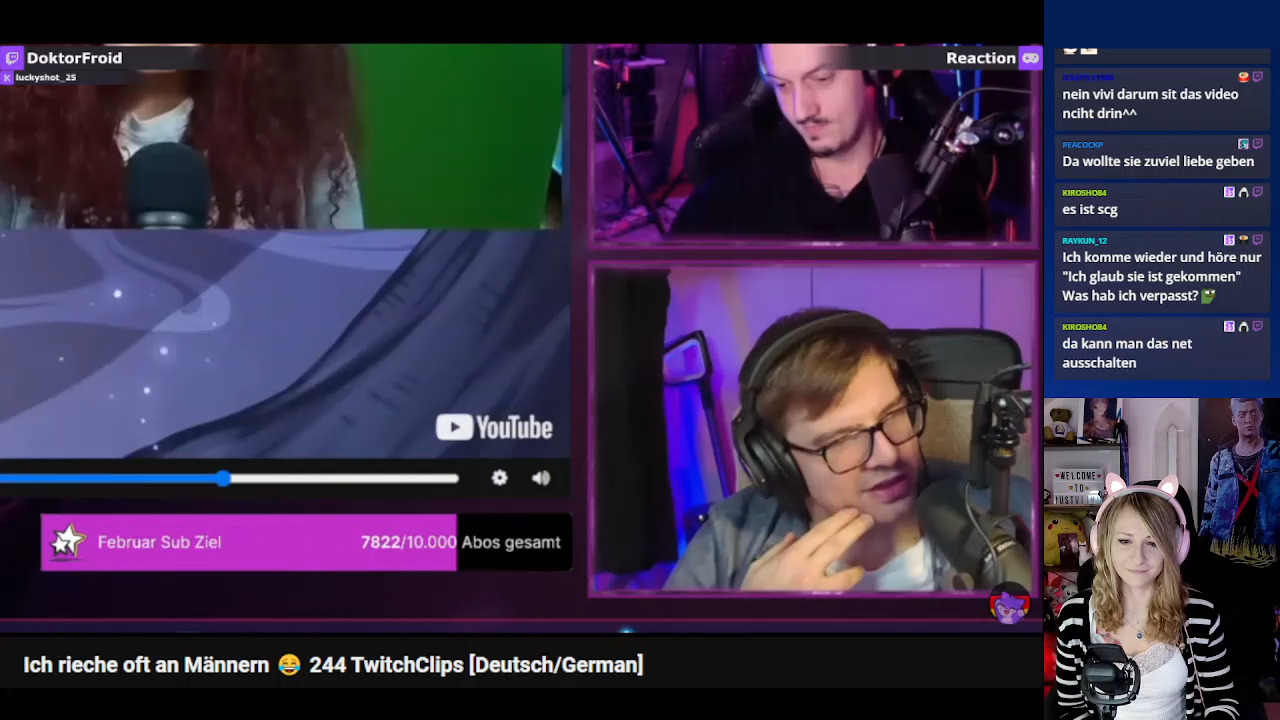 DoktorFroid
luckyshot_25
Reaction
YouTube
Februar Sub Ziel
7822/10.000 Abos gesamt
Ich rieche oft an Männern 😂 244 TwitchClips [Deutsch/German]
nein vivi darum sit das video
nciht drin^^
PEACOCKP
Da wollte sie zuviel liebe geben
KIROSHO84
es ist scg
RAYKUN_12
Ich komme wieder und höre nur
"Ich glaub sie ist gekommen"
Was hab ich verpasst?
KIROSHO84
da kann man das net
ausschalten
WELCOME
TO